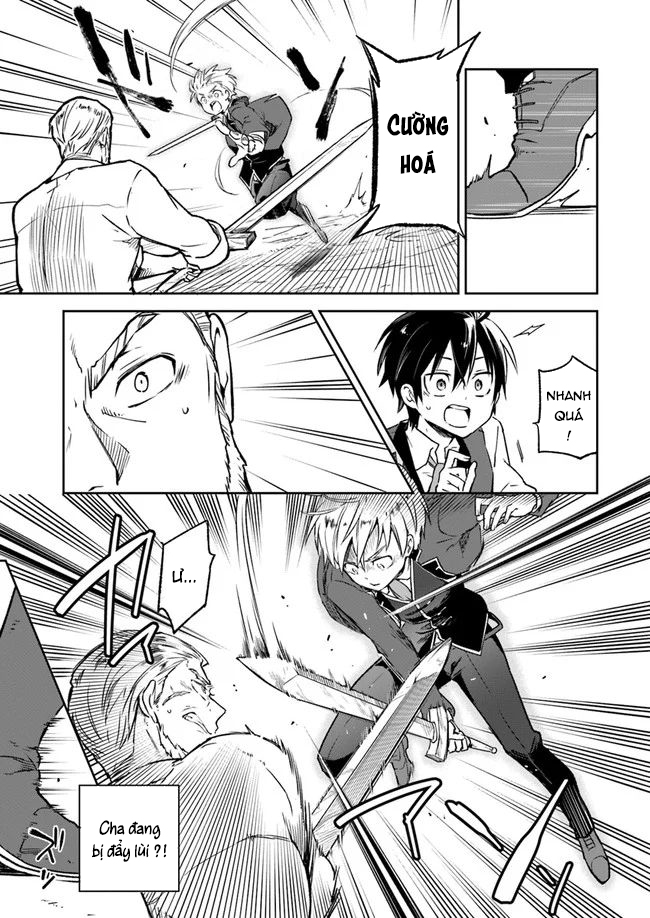 CƯỜNG
HOÁ
NHANH
QUÁ
!
Ư...
Cha đang
bị đẩy lùi ?!